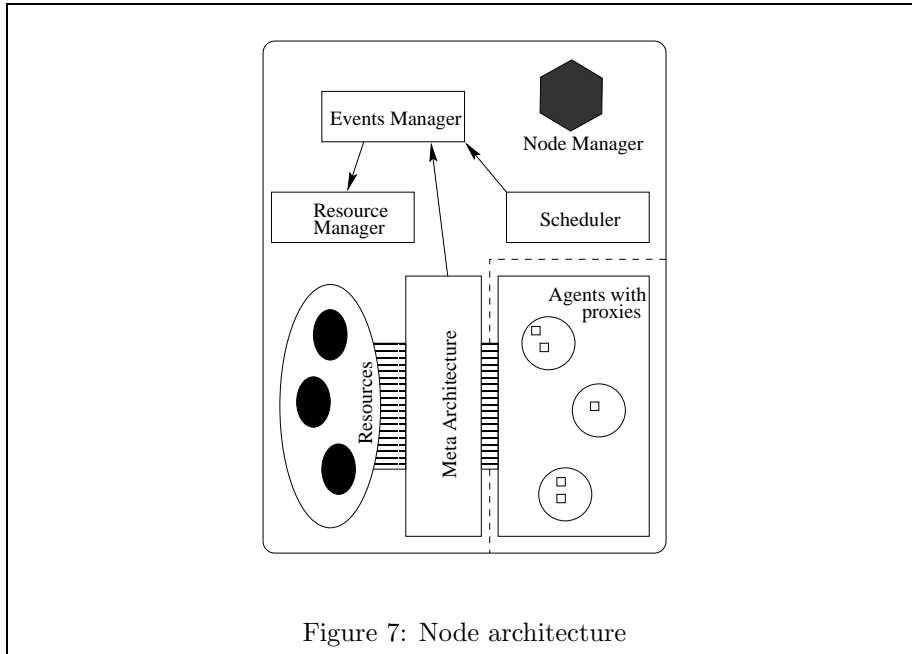 Events Manager
Node Manager
Resource
Manager
Scheduler
Agents with
proxies
Resources
Meta Architecture
Figure 7: Node architecture